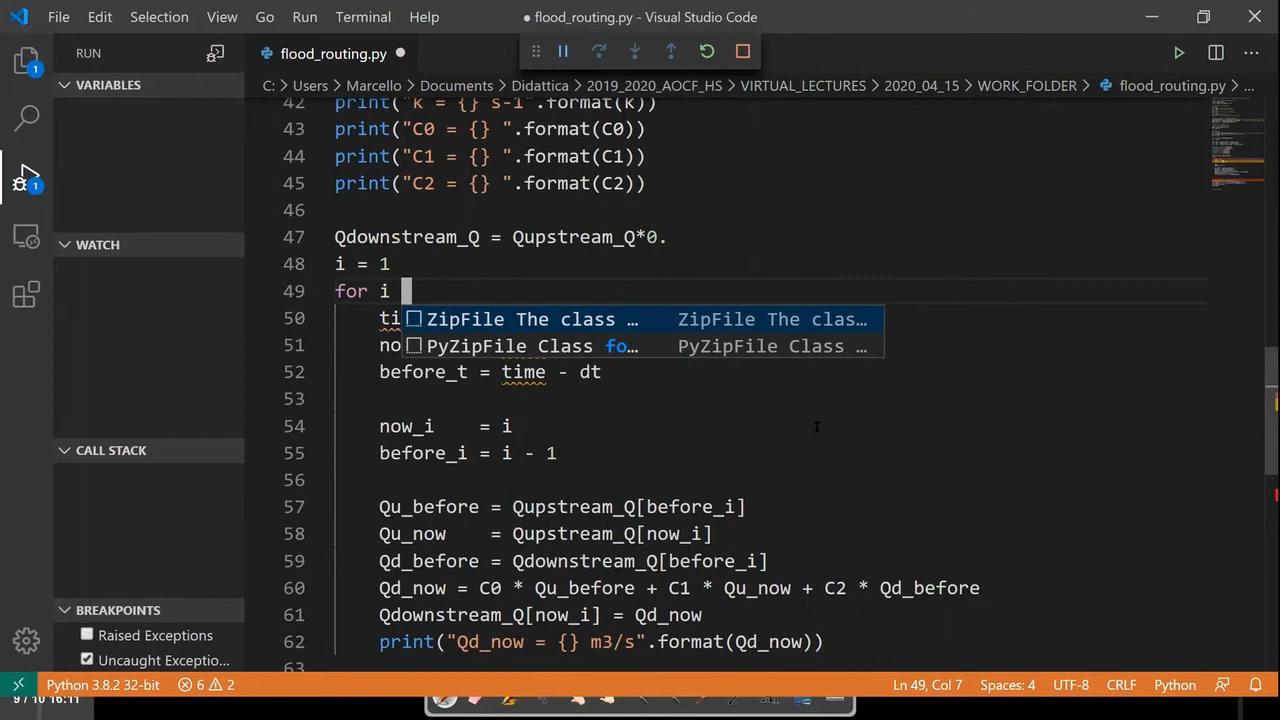 File Edit Selection View Go Run Terminal Help
● flood_routing.py - Visual Studio Code
RUN
flood_routing.py ●
C: > Users > Marcello > Documents > Didattica > 2019_2020_AOCF_HS > VIRTUAL_LECTURES > 2020_04_15 > WORK_FOLDER > flood_routing.py > ...
1
1
VARIABLES
WATCH
CALL STACK
BREAKPOINTS
Raised Exceptions
Uncaught Exceptio...
42 print("k = {} s-1".format(k))
43 print("C0 = {} ".format(C0))
44 print("C1 = {} ".format(C1))
45 print("C2 = {} ".format(C2))
46
47 Qdownstream_Q = Qupstream_Q*0.
48 i = 1
49 for i
50 ti
ZipFile The class … ZipFile The clas…
51 no
PyZipFile Class fo… PyZipFile Class …
52 before_t = time - dt
53
54 now_i    = i
55 before_i = i - 1
56
57 Qu_before = Qupstream_Q[before_i]
58 Qu_now    = Qupstream_Q[now_i]
59 Qd_before = Qdownstream_Q[before_i]
60 Qd_now = C0 * Qu_before + C1 * Qu_now + C2 * Qd_before
61 Qdownstream_Q[now_i] = Qd_now
62 print("Qd_now = {} m3/s".format(Qd_now))
63
Python 3.8.2 32-bit 6 2 Ln 49, Col 7 Spaces: 4 UTF-8 CRLF Python
9 / 10 16:11